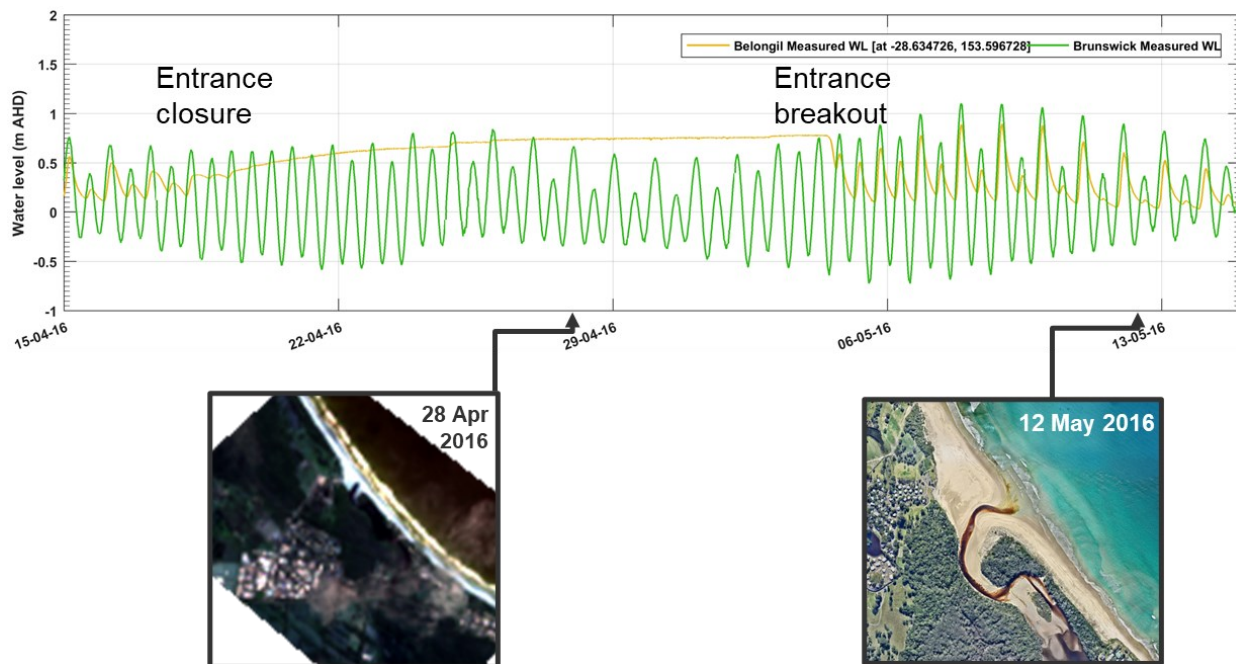 2
1.5
1
0.5
0
-0.5
-1
Water level (m AHD)
Belongil Measured WL [at -28.634726, 153.596728]
Brunswick Measured WL
Entrance
closure
Entrance
breakout
15-04-16
22-04-16
29-04-16
06-05-16
13-05-16
28 Apr
2016
12 May 2016